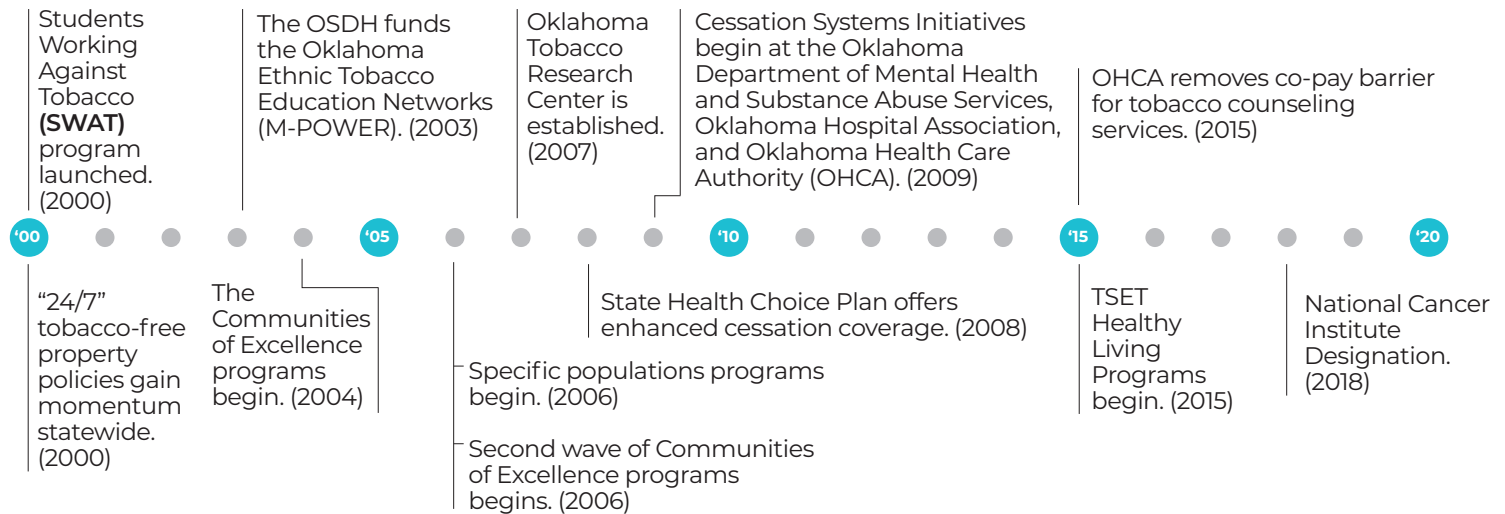 Students
Working
Against
Tobacco
(SWAT)
program
launched.
(2000)
The OSDH funds
the Oklahoma
Ethnic Tobacco
Education Networks
(M-POWER). (2003)
Oklahoma
Tobacco
Research
Center is
established.
(2007)
Cessation Systems Initiatives
begin at the Oklahoma
Department of Mental Health
and Substance Abuse Services,
Oklahoma Hospital Association,
and Oklahoma Health Care
Authority (OHCA). (2009)
OHCA removes co-pay barrier
for tobacco counseling
services. (2015)
‘00
‘05
‘10
‘15
‘20
“24/7”
tobacco-free
property
policies gain
momentum
statewide.
(2000)
The
Communities
of Excellence
programs
begin. (2004)
State Health Choice Plan offers
enhanced cessation coverage. (2008)
Specific populations programs
begin. (2006)
Second wave of Communities
of Excellence programs
begins. (2006)
TSET
Healthy
Living
Programs
begin. (2015)
National Cancer
Institute
Designation.
(2018)